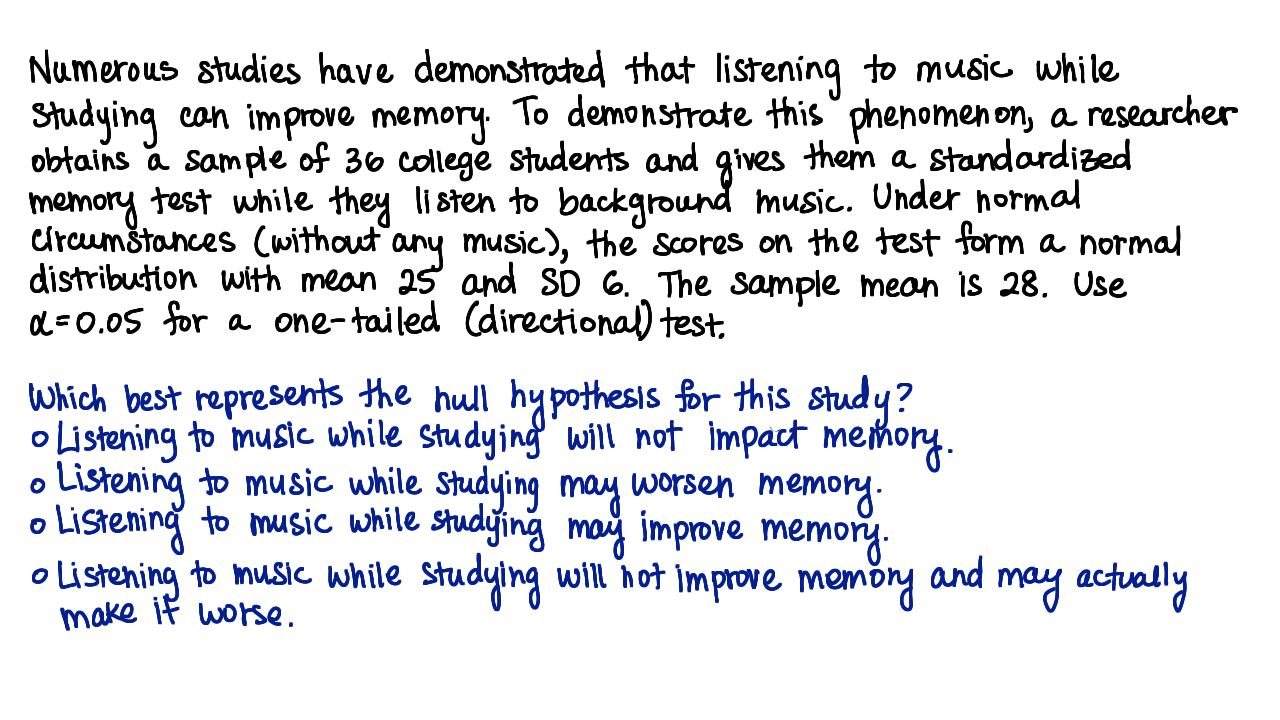 Numerous studies have demonstrated that listening to music while
studying can improve memory. To demonstrate this phenomenon, a researcher
obtains a sample of 36 college students and gives them a standardized
memory test while they listen to background music. Under normal
circumstances (without any music), the scores on the test form a normal
distribution with mean 25 and SD 6. The sample mean is 28. Use
α=0.05 for a one-tailed (directional) test.
Which best represents the null hypothesis for this study?
o Listening to music while studying will not impact memory.
o Listening to music while studying may worsen memory.
o Listening to music while studying may improve memory.
o Listening to music while studying will not improve memory and may actually
make it worse.